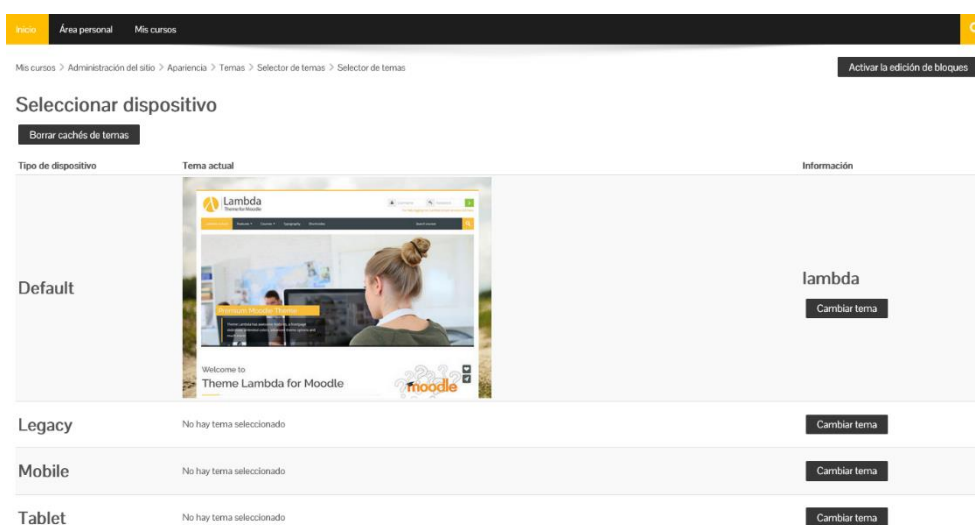 Inicio Área personal Mis cursos
Mis cursos > Administración del sitio > Apariencia > Temas > Selector de temas > Selector de temas
Activar la edición de bloques
Seleccionar dispositivo
Borrar cachés de temas
Tipo de dispositivo Tema actual Información
Lambda
Theme for Moodle
Premium Moodle Theme
Welcome to
Theme Lambda for Moodle
moodle
Default
lambda
Cambiar tema
Legacy No hay tema seleccionado Cambiar tema
Mobile No hay tema seleccionado Cambiar tema
Tablet No hay tema seleccionado Cambiar tema